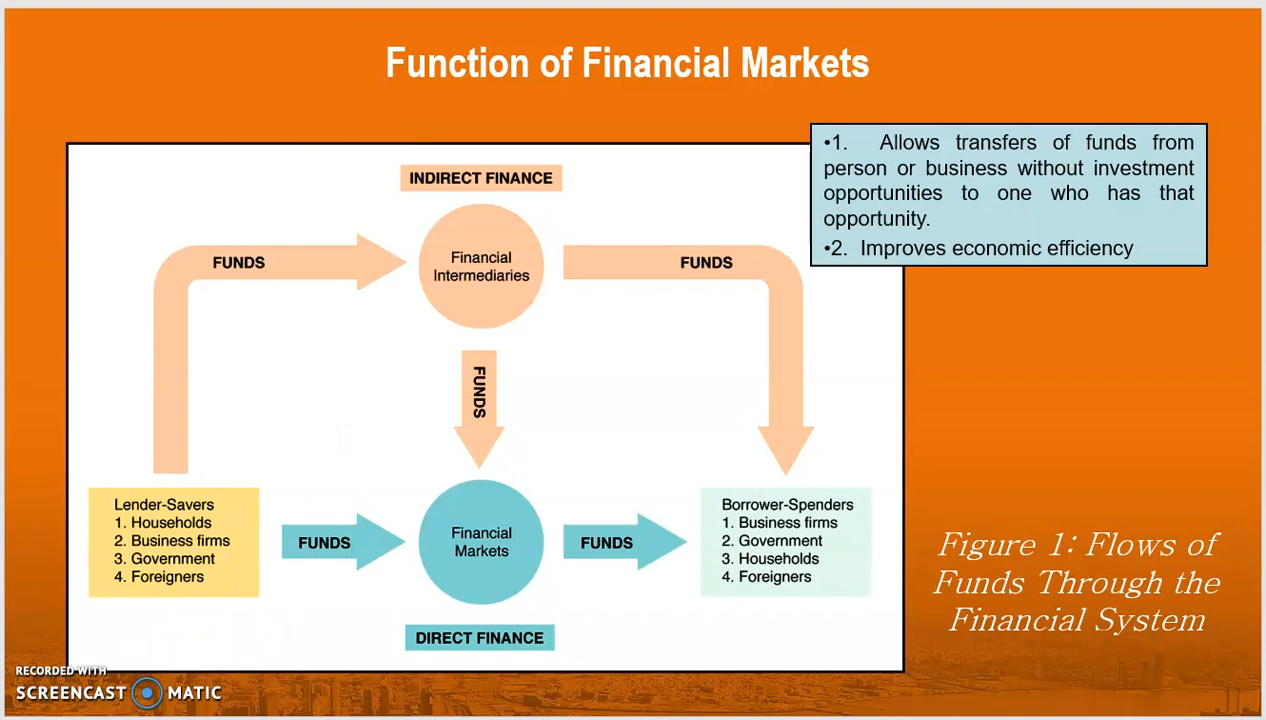 Function of Financial Markets
•1. Allows transfers of funds from
person or business without investment
opportunities to one who has that
opportunity.
•2. Improves economic efficiency
INDIRECT FINANCE
FUNDS
Financial
Intermediaries
FUNDS
FUNDS
Lender-Savers
1. Households
2. Business firms
3. Government
4. Foreigners
FUNDS
Financial
Markets
FUNDS
Borrower-Spenders
1. Business firms
2. Government
3. Households
4. Foreigners
DIRECT FINANCE
Figure 1: Flows of
Funds Through the
Financial System
RECORDED WITH
SCREENCAST MATIC